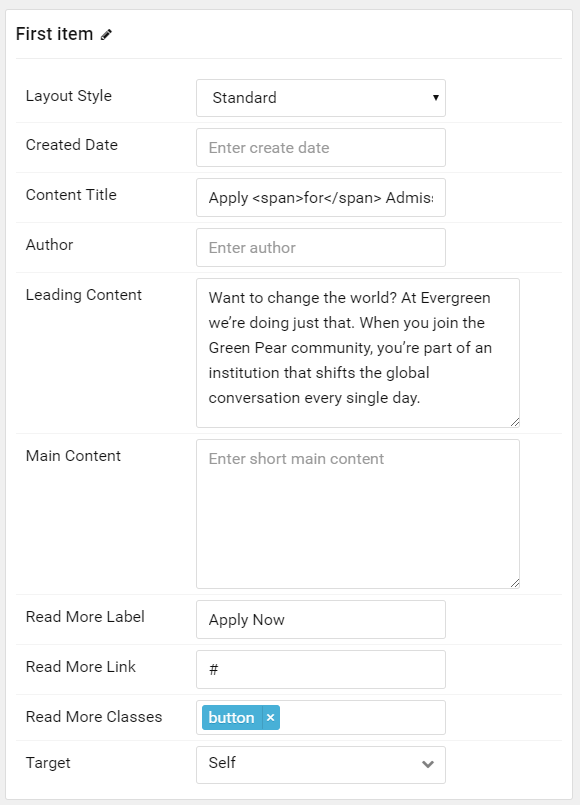 First item
Layout Style
Standard
Created Date
Enter create date
Content Title
Apply <span>for</span> Admis
Author
Enter author
Leading Content
Want to change the world? At Evergreen
we’re doing just that. When you join the
Green Pear community, you’re part of an
institution that shifts the global
conversation every single day.
Main Content
Enter short main content
Read More Label
Apply Now
Read More Link
#
Read More Classes
button ×
Target
Self